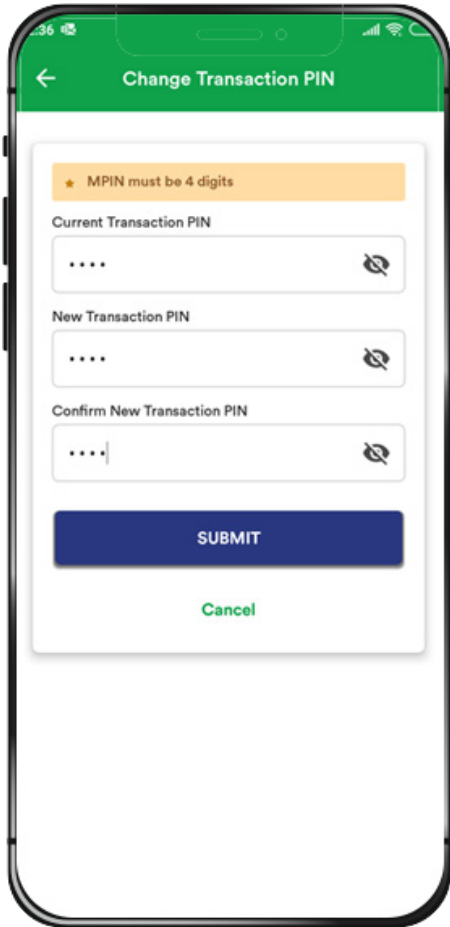 :36
Change Transaction PIN
MPIN must be 4 digits
Current Transaction PIN
••••
New Transaction PIN
••••
Confirm New Transaction PIN
••••
SUBMIT
Cancel